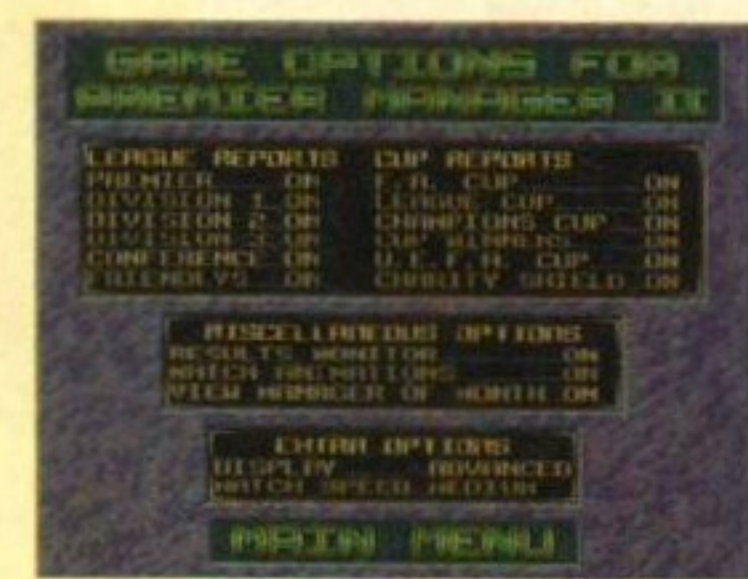 GAME OPTIONS FOR
PREMIER MANAGER II
LEAGUE REPORTS CUP REPORTS
PREMIER ON F.A. CUP ON
DIVISION 1 ON LEAGUE CUP ON
DIVISION 2 ON CHAMPIONS CUP ON
DIVISION 3 ON CUP WINNERS ON
CONFERENCE ON U.E.F.A. CUP ON
FRIENDLYS ON CHARITY SHIELD ON
MISCELLANEOUS OPTIONS
RESULTS MONITOR ON
MATCH ANIMATIONS ON
VIEW MANAGER OF MONTH ON
EXTRA OPTIONS
DISPLAY ADVANCED
MATCH SPEED MEDIUM
MAIN MENU